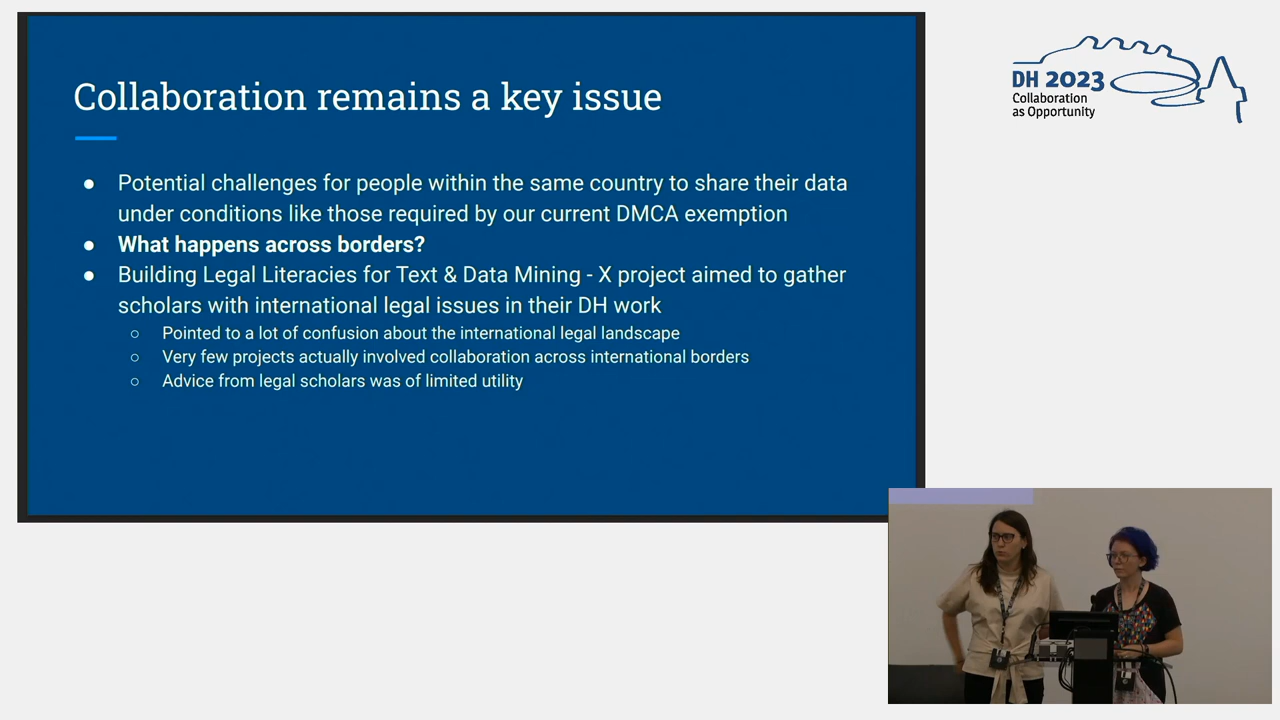 Collaboration remains a key issue
● Potential challenges for people within the same country to share their data
under conditions like those required by our current DMCA exemption
● What happens across borders?
● Building Legal Literacies for Text & Data Mining - X project aimed to gather
scholars with international legal issues in their DH work
○ Pointed to a lot of confusion about the international legal landscape
○ Very few projects actually involved collaboration across international borders
○ Advice from legal scholars was of limited utility
DH 2023
Collaboration
as Opportunity